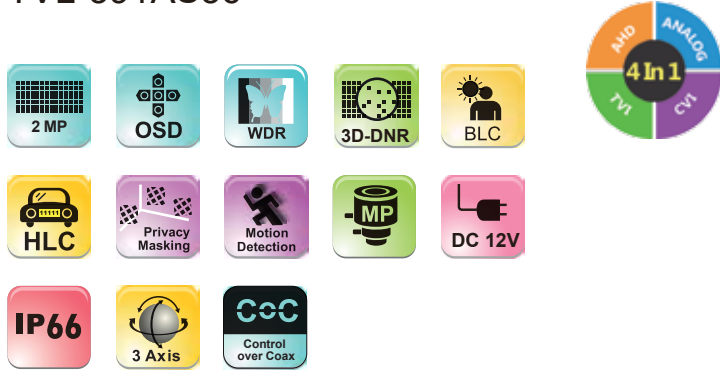 AHD
ANALOG
4 In 1
TVI
CVI
2 MP
OSD
WDR
3D-DNR
BLC
HLC
Privacy
Masking
Motion
Detection
MP
DC 12V
IP66
3 Axis
CoC
Control
over Coax